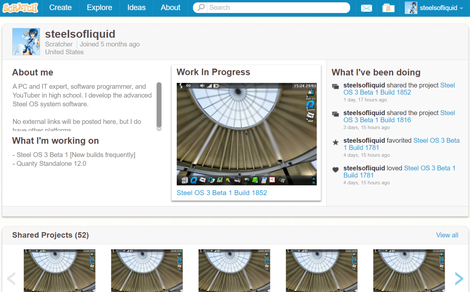 SCRATCH Create Explore Ideas About Search steelsofliquid
steelsofliquid
Scratcher Joined 5 months ago
United States
About me
A PC and IT expert, software programmer, and
YouTuber in high school. I develop the advanced
Steel OS system software.
No external links will be posted here, but I do
have other platforms
What I'm working on
- Steel OS 3 Beta 1 [New builds frequently]
- Quanty Standalone 12.0
Work In Progress
Steel OS 3 Beta 1 Build 1852
What I've been doing
steelsofliquid shared the project Steel
OS 3 Beta 1 Build 1852
1 day, 17 hours ago
steelsofliquid shared the project Steel
OS 3 Beta 1 Build 1816
3 days, 15 hours ago
steelsofliquid favorited Steel OS 3 Beta
1 Build 1781
4 days, 15 hours ago
steelsofliquid loved Steel OS 3 Beta 1
Build 1781
4 days, 15 hours ago
Shared Projects (52)
View all